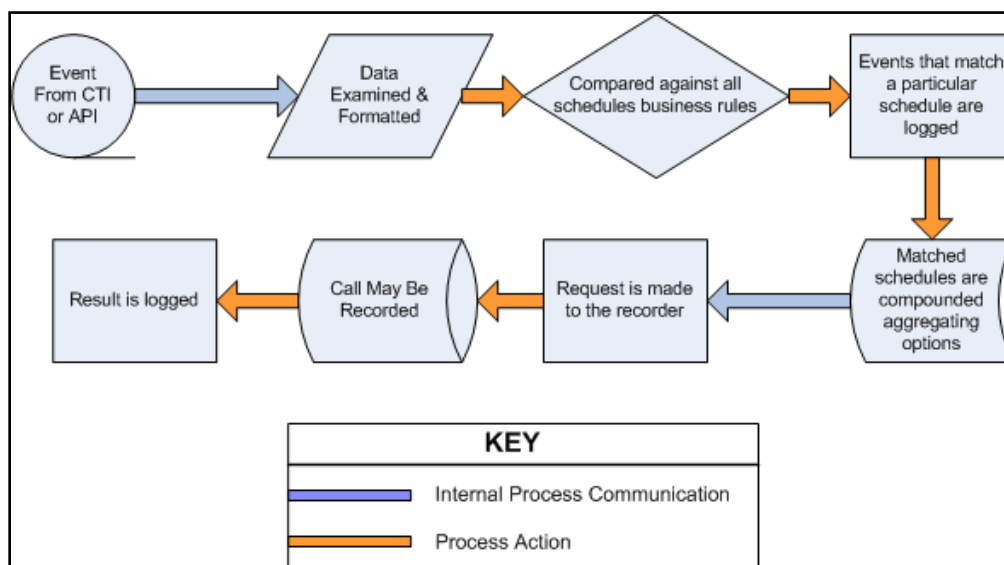 Event
From CTI
or API
Data
Examined &
Formatted
Compared against all
schedules business rules
Events that match
a particular
schedule are
logged
Matched
schedules are
compounded
aggregating
options
Request is made
to the recorder
Call May Be
Recorded
Result is logged
KEY
Internal Process Communication
Process Action